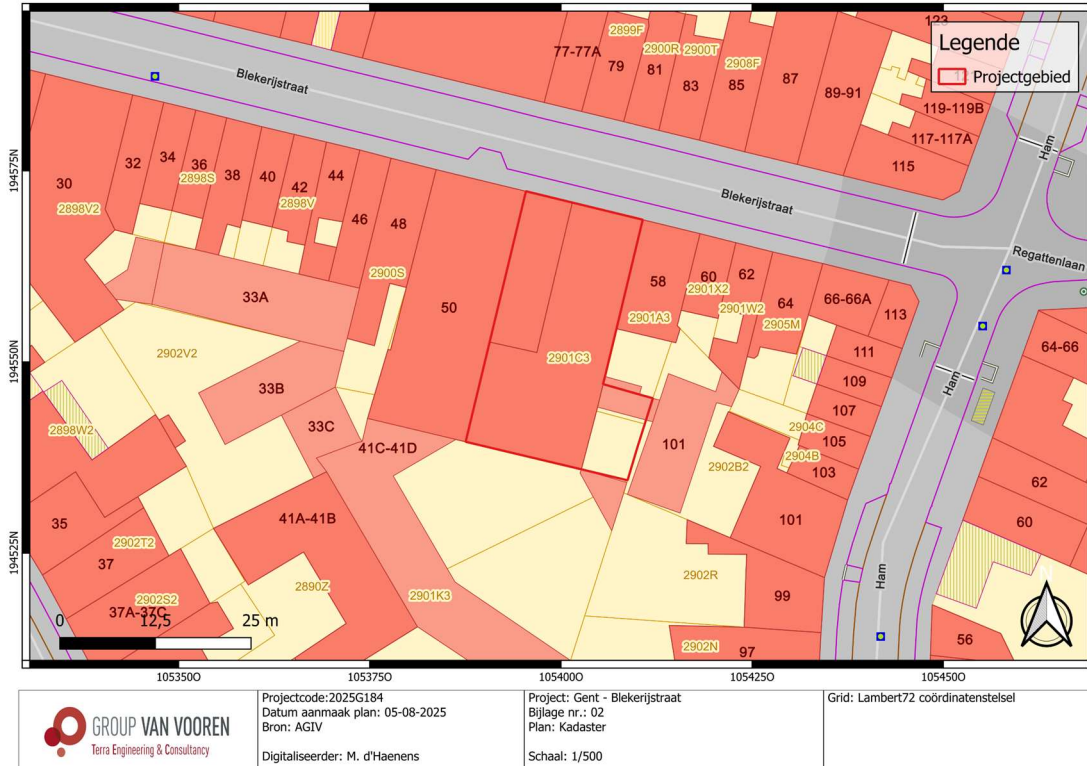 Legende
Projectgebied
Blekerijstraat
Blekerijstraat
Regattenlaan
Ham
Ham
Ham
77-77A
79
81
83
85
87
89-91
123
119-119B
117-117A
115
2899F
2900R
2900T
2908F
30
32
34
36
38
40
42
44
46
48
50
58
60
62
64
66-66A
113
111
109
107
105
103
101
101
99
97
64-66
62
60
56
2898V2
2898S
2898V
2900S
2901C3
2901A3
2901X2
2901W2
2905M
2904C
2904B
2902B2
2902R
2902N
2902V2
2898W2
2902T2
2902S2
2890Z
2901K3
33A
33B
33C
41C-41D
41A-41B
35
37
37A-37C
194575N
194550N
194525N
0 12,5 25 m
N
1053500 1053750 1054000 1054250 1054500
GROUP VAN VOOREN
Terra Engineering & Consultancy
Projectcode:2025G184
Datum aanmaak plan: 05-08-2025
Bron: AGIV
Digitaliseerder: M. d'Haenens
Project: Gent - Blekerijstraat
Bijlage nr.: 02
Plan: Kadaster
Schaal: 1/500
Grid: Lambert72 coördinatenstelsel